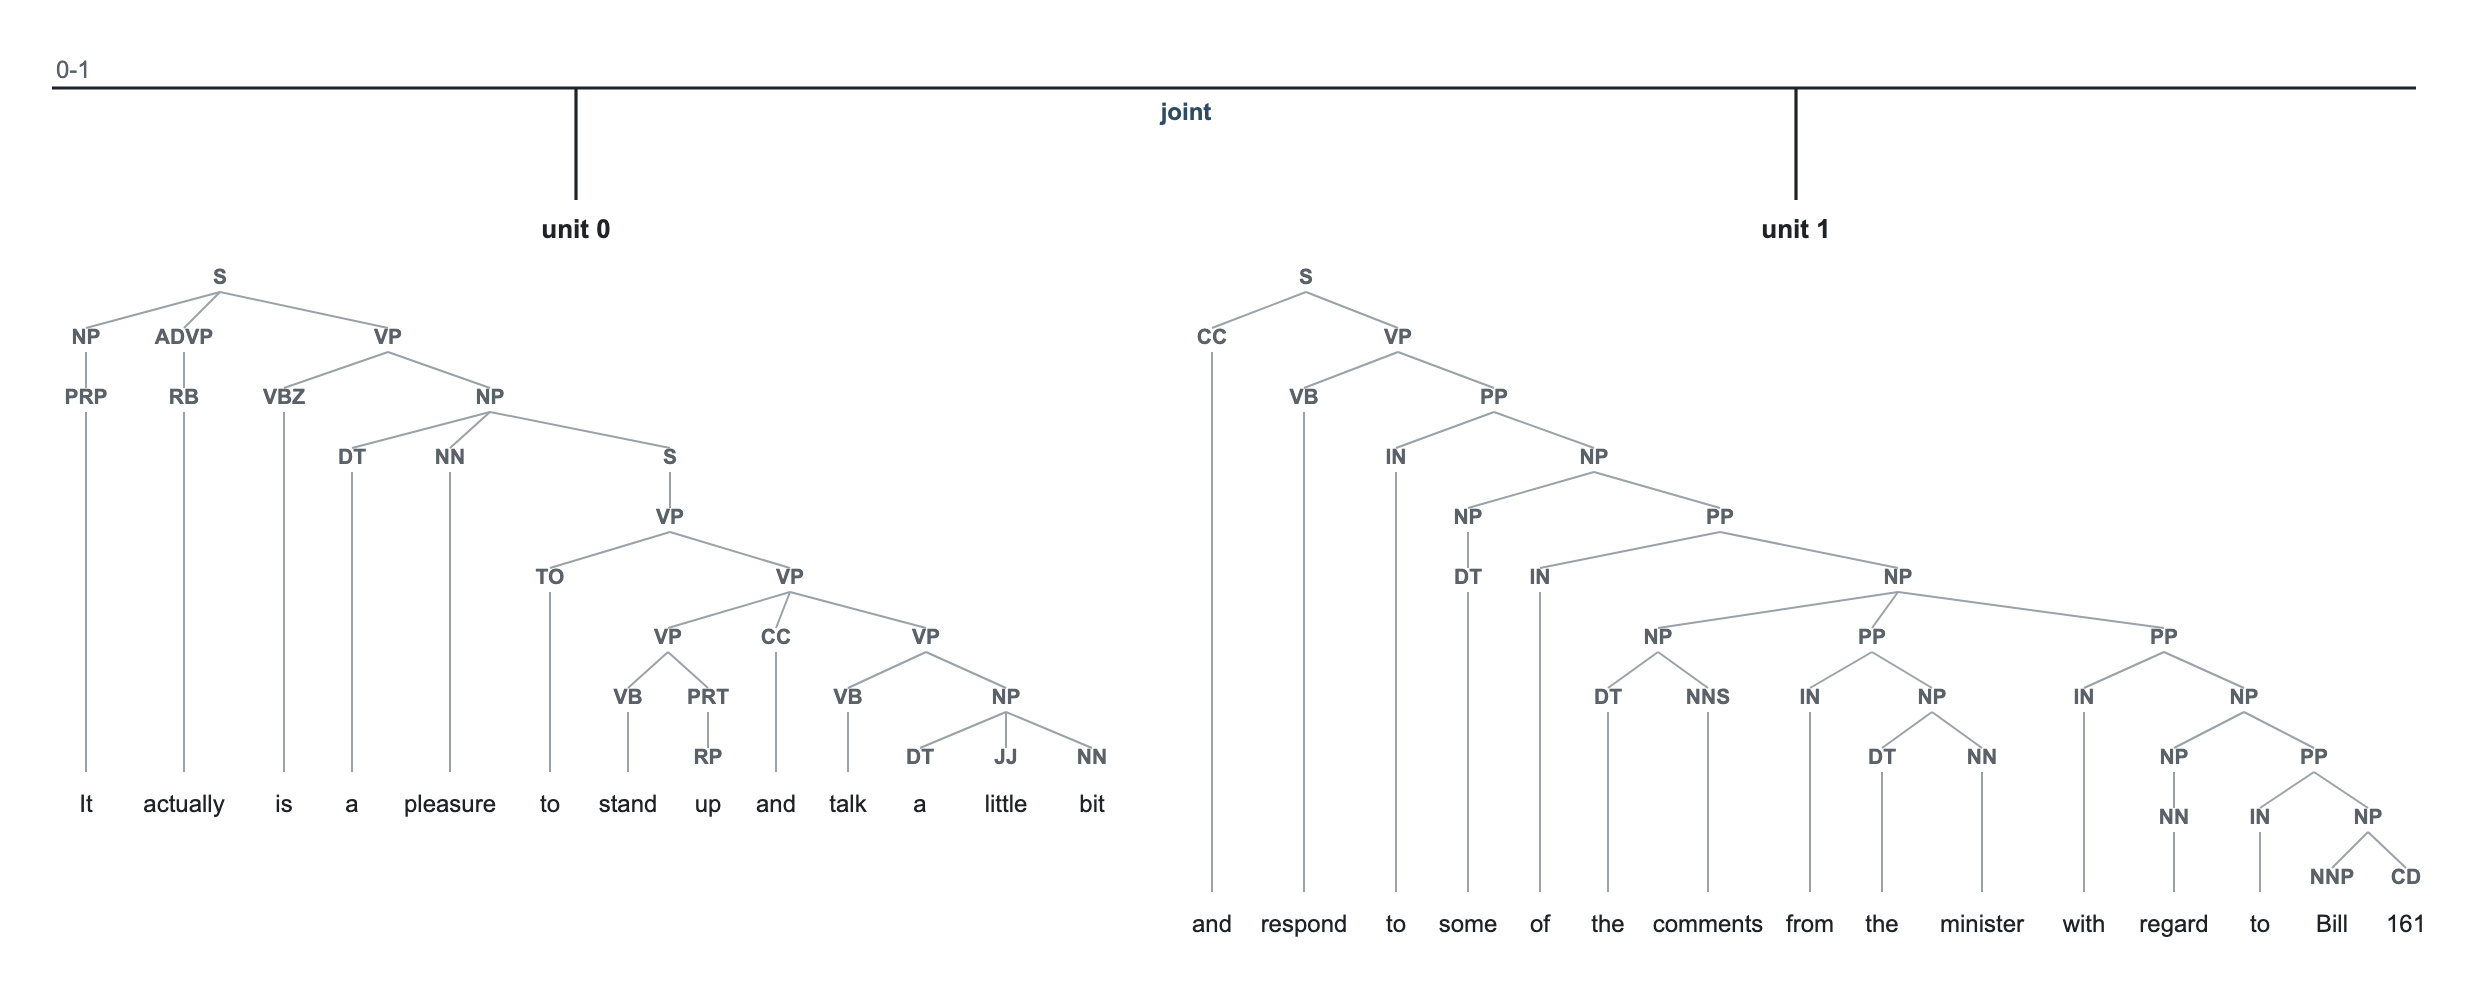 0-1
joint
unit 0 unit 1
S S
NP ADVP VP CC VP
PRP RB VBZ NP VB PP
DT NN S IN NP
VP NP PP
TO VP DT IN NP
VP CC VP NP PP PP
VB PRT VB NP DT NNS IN NP IN NP
RP DT JJ NN DT NN NP PP
It actually is a pleasure to stand up and talk a little bit
NN IN NP
NNP CD
and respond to some of the comments from the minister with regard to Bill 161